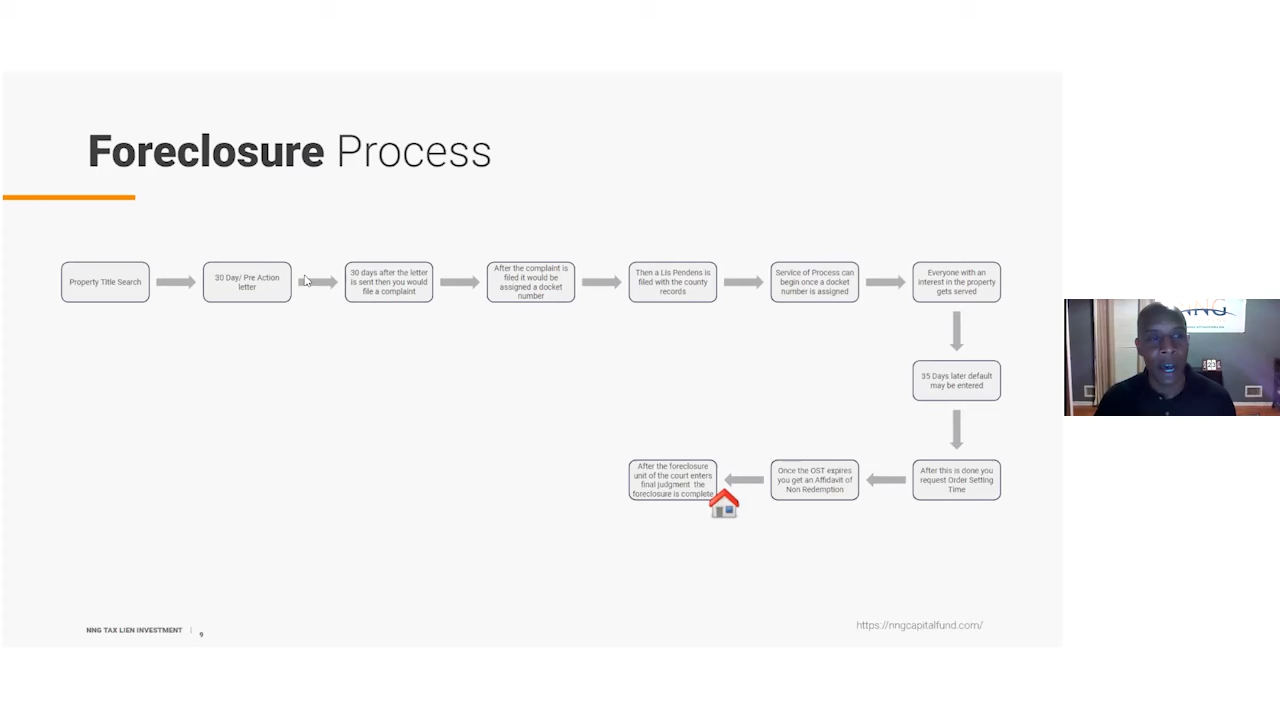 Foreclosure Process
Property Title Search
30 Day/ Pre Action
letter
30 days after the letter
is sent then you would
file a complaint
After the complaint is
filed it would be
assigned a docket
number
Then a Lis Pendens is
filed with the county
records
Service of Process can
begin once a docket
number is assigned
Everyone with an
interest in the property
gets served
35 Days later default
may be entered
After this is done you
request Order Setting
Time
Once the OST expires
you get an Affidavit of
Non Redemption
After the foreclosure
unit of the court enters
final judgment the
foreclosure is complete
NNG TAX LIEN INVESTMENT | 9
https://nngcapitalfund.com/
NNG